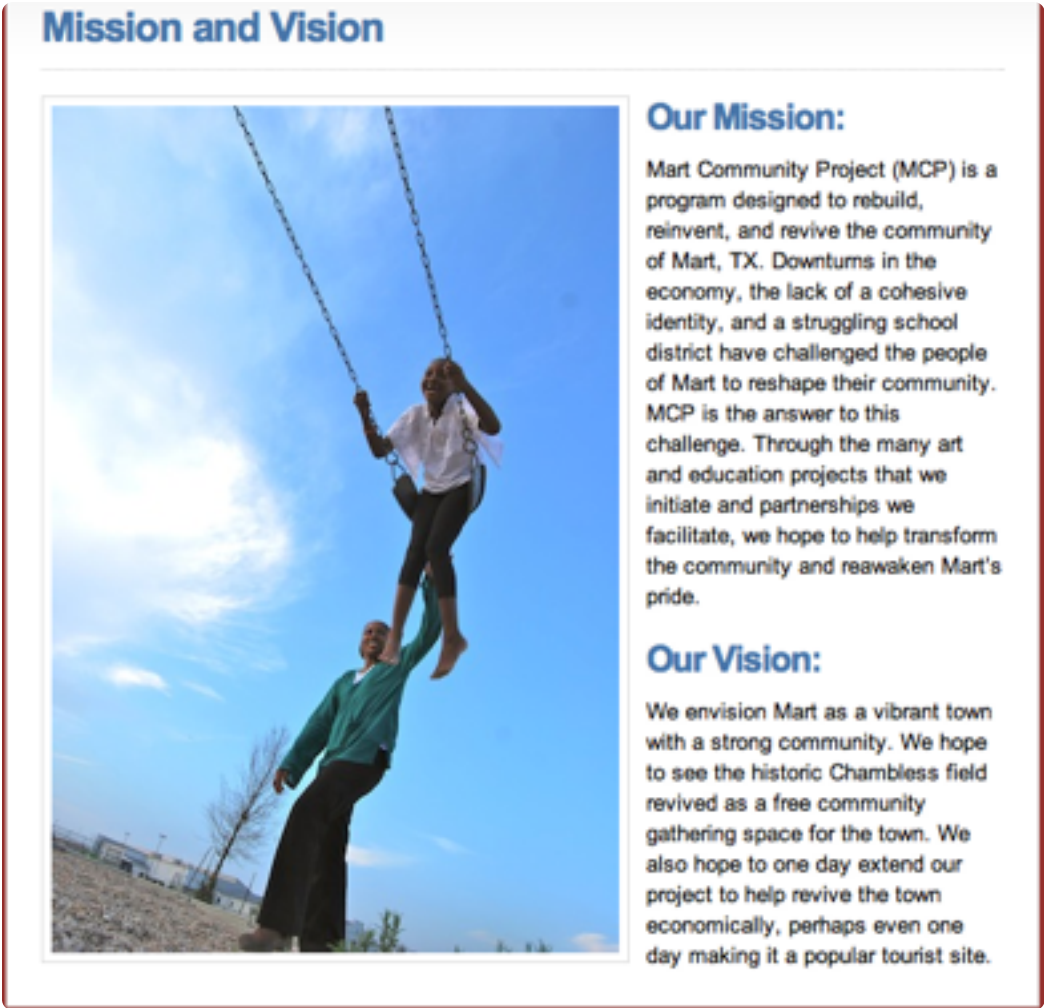 Mission and Vision
Our Mission:
Mart Community Project (MCP) is a
program designed to rebuild,
reinvent, and revive the community
of Mart, TX. Downturns in the
economy, the lack of a cohesive
identity, and a struggling school
district have challenged the people
of Mart to reshape their community.
MCP is the answer to this
challenge. Through the many art
and education projects that we
initiate and partnerships we
facilitate, we hope to help transform
the community and reawaken Mart's
pride.
Our Vision:
We envision Mart as a vibrant town
with a strong community. We hope
to see the historic Chambless field
revived as a free community
gathering space for the town. We
also hope to one day extend our
project to help revive the town
economically, perhaps even one
day making it a popular tourist site.